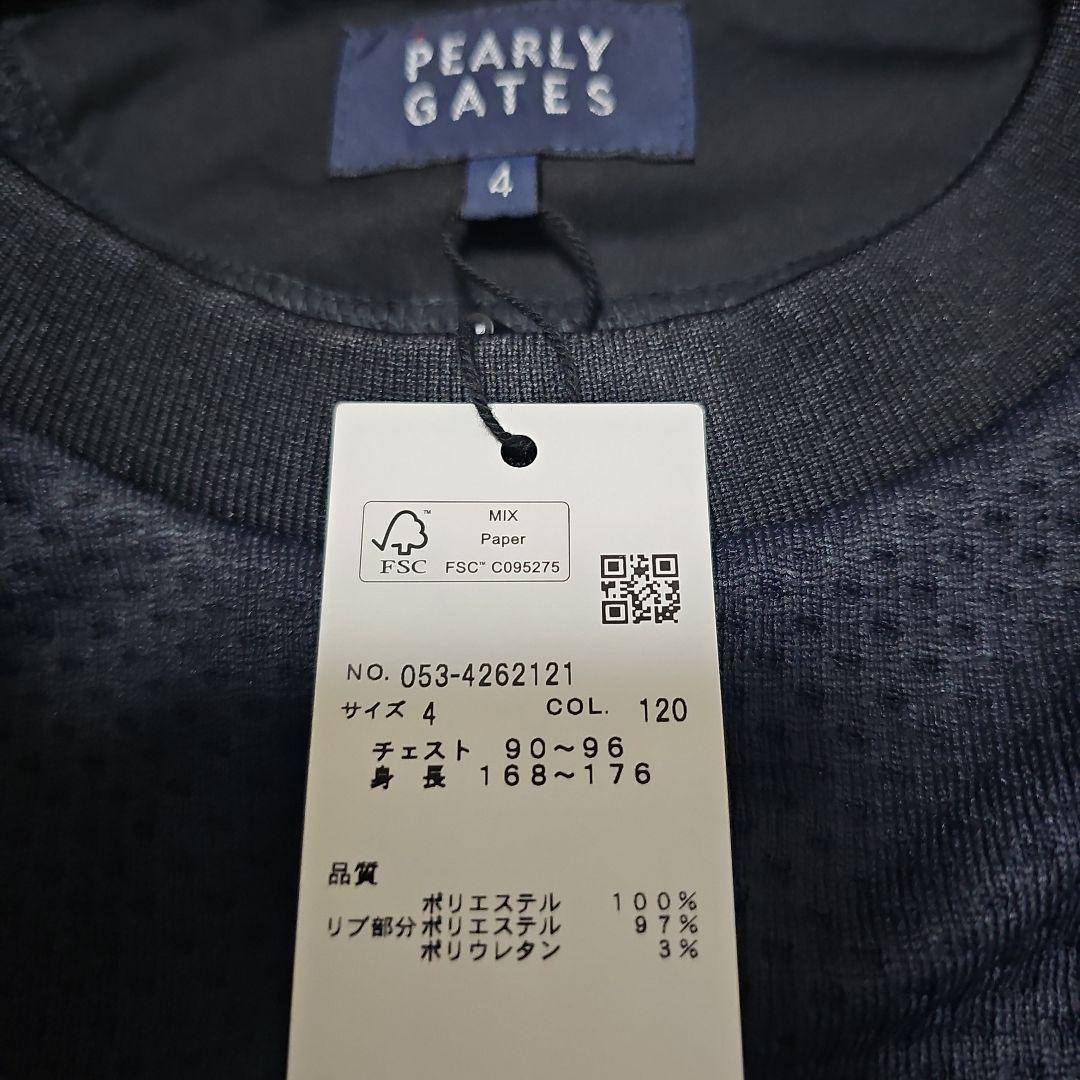 PEARLY
GATES
4
MIX
Paper
FSC™ FSC™ C095275
NO. 053-4262121
サイズ 4 COL. 120
チェスト 90～96
身 長 168～176
品質
ポリエステル 100%
リブ部分 ポリエステル 97%
ポリウレタン 3%